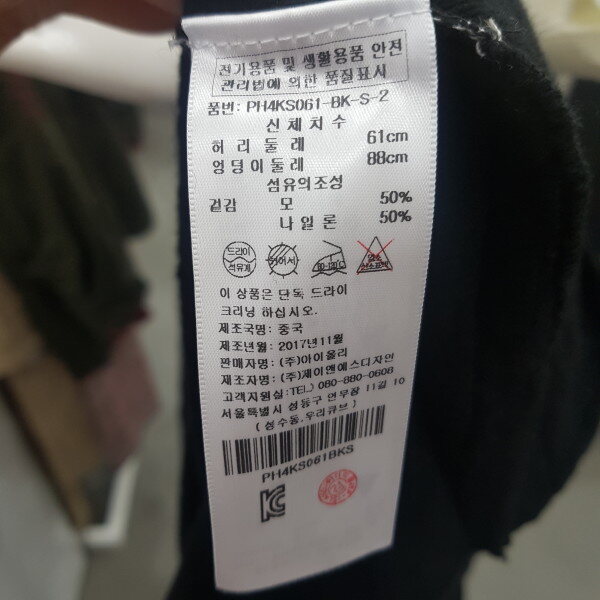 전기용품 및 생활용품 안전
관리법에 의한 품질표시
품번: PH4KS061-BK-S-2
신체치수
허리둘레 61cm
엉덩이둘레 88cm
섬유의조성
겉감 모 50%
나일론 50%
드라이
석유계
이 상품은 단독 드라이
크리닝 하십시오.
제조국명: 중국
제조년월: 2017년11월
판매자명: (주)아이올리
제조자명: (주)제이앤에스디자인
고객지원실:TEL) 080-880-0608
서울특별시 성동구 연무장 11길 10
(성수동,우리큐브)
PH4KS061BKS